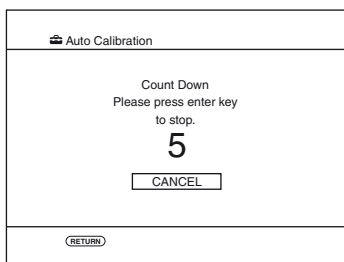 Auto Calibration
Count Down
Please press enter key
to stop.
5
CANCEL
RETURN